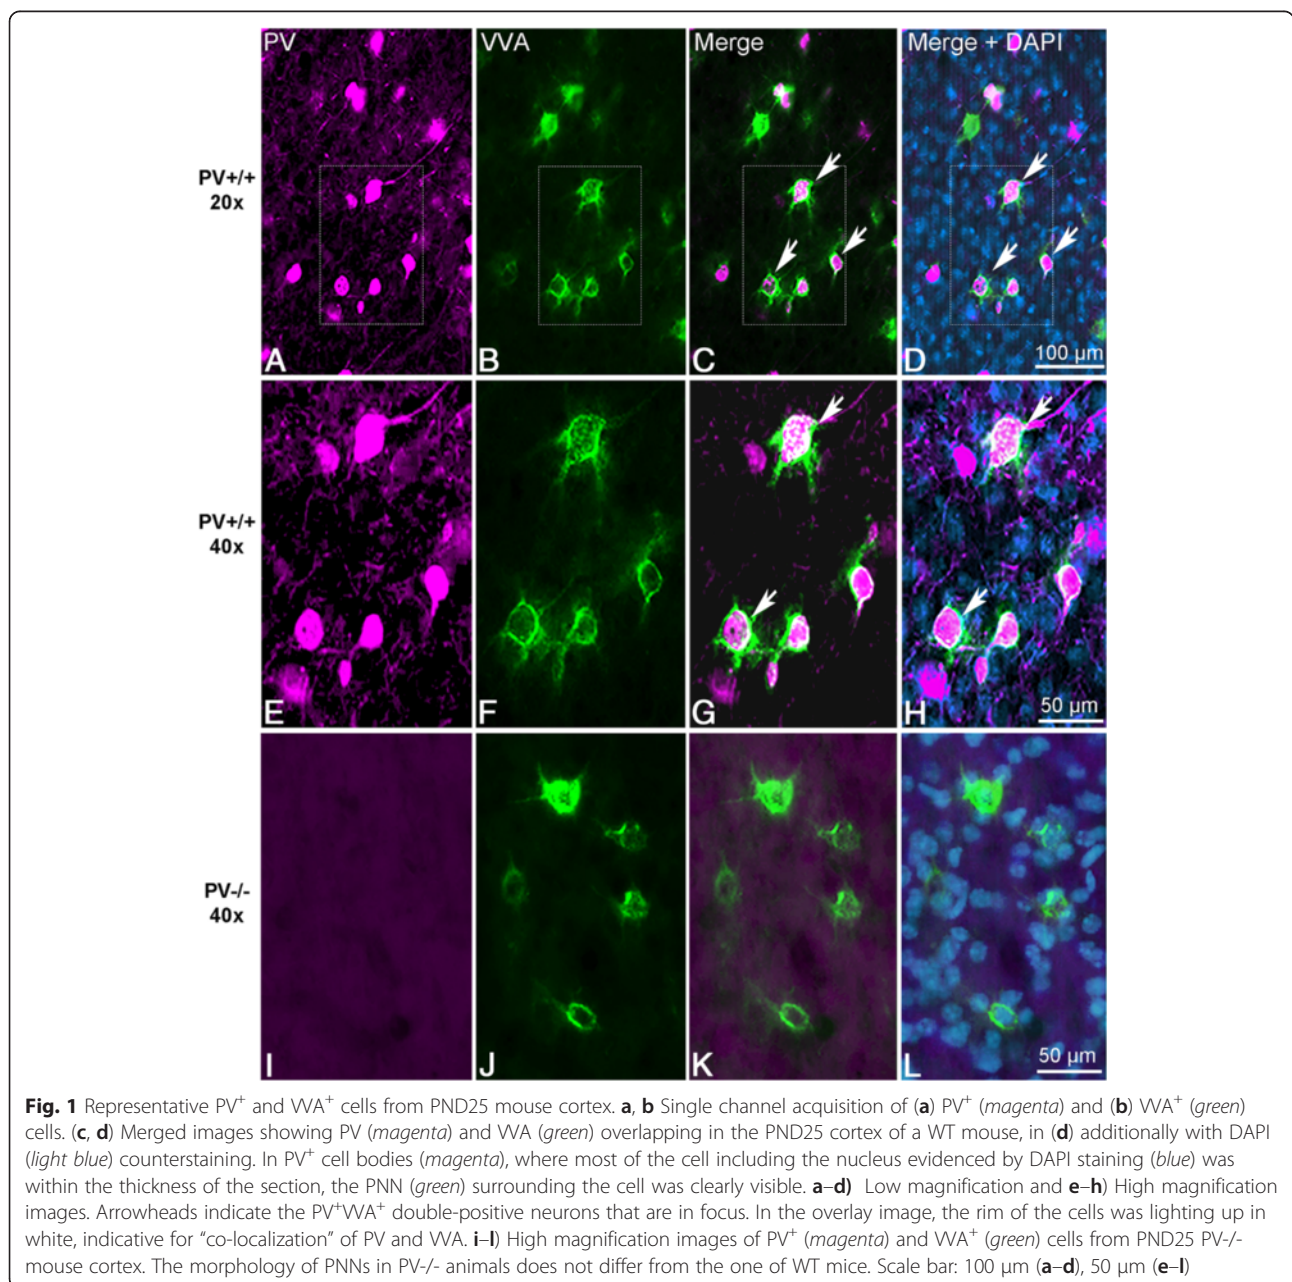 PV VVA Merge Merge + DAPI
PV+/+
20x
A B C D
100 µm
PV+/+
40x
E F G H
50 µm
PV-/-
40x
I J K L
50 µm
Fig. 1 Representative PV+ and VVA+ cells from PND25 mouse cortex. a, b Single channel acquisition of (a) PV+ (magenta) and (b) VVA+ (green)
cells. (c, d) Merged images showing PV (magenta) and VVA (green) overlapping in the PND25 cortex of a WT mouse, in (d) additionally with DAPI
(light blue) counterstaining. In PV+ cell bodies (magenta), where most of the cell including the nucleus evidenced by DAPI staining (blue) was
within the thickness of the section, the PNN (green) surrounding the cell was clearly visible. a–d) Low magnification and e–h) High magnification
images. Arrowheads indicate the PV+VVA+ double-positive neurons that are in focus. In the overlay image, the rim of the cells was lighting up in
white, indicative for “co-localization” of PV and VVA. i–l) High magnification images of PV+ (magenta) and VVA+ (green) cells from PND25 PV-/-
mouse cortex. The morphology of PNNs in PV-/- animals does not differ from the one of WT mice. Scale bar: 100 µm (a–d), 50 µm (e–l)